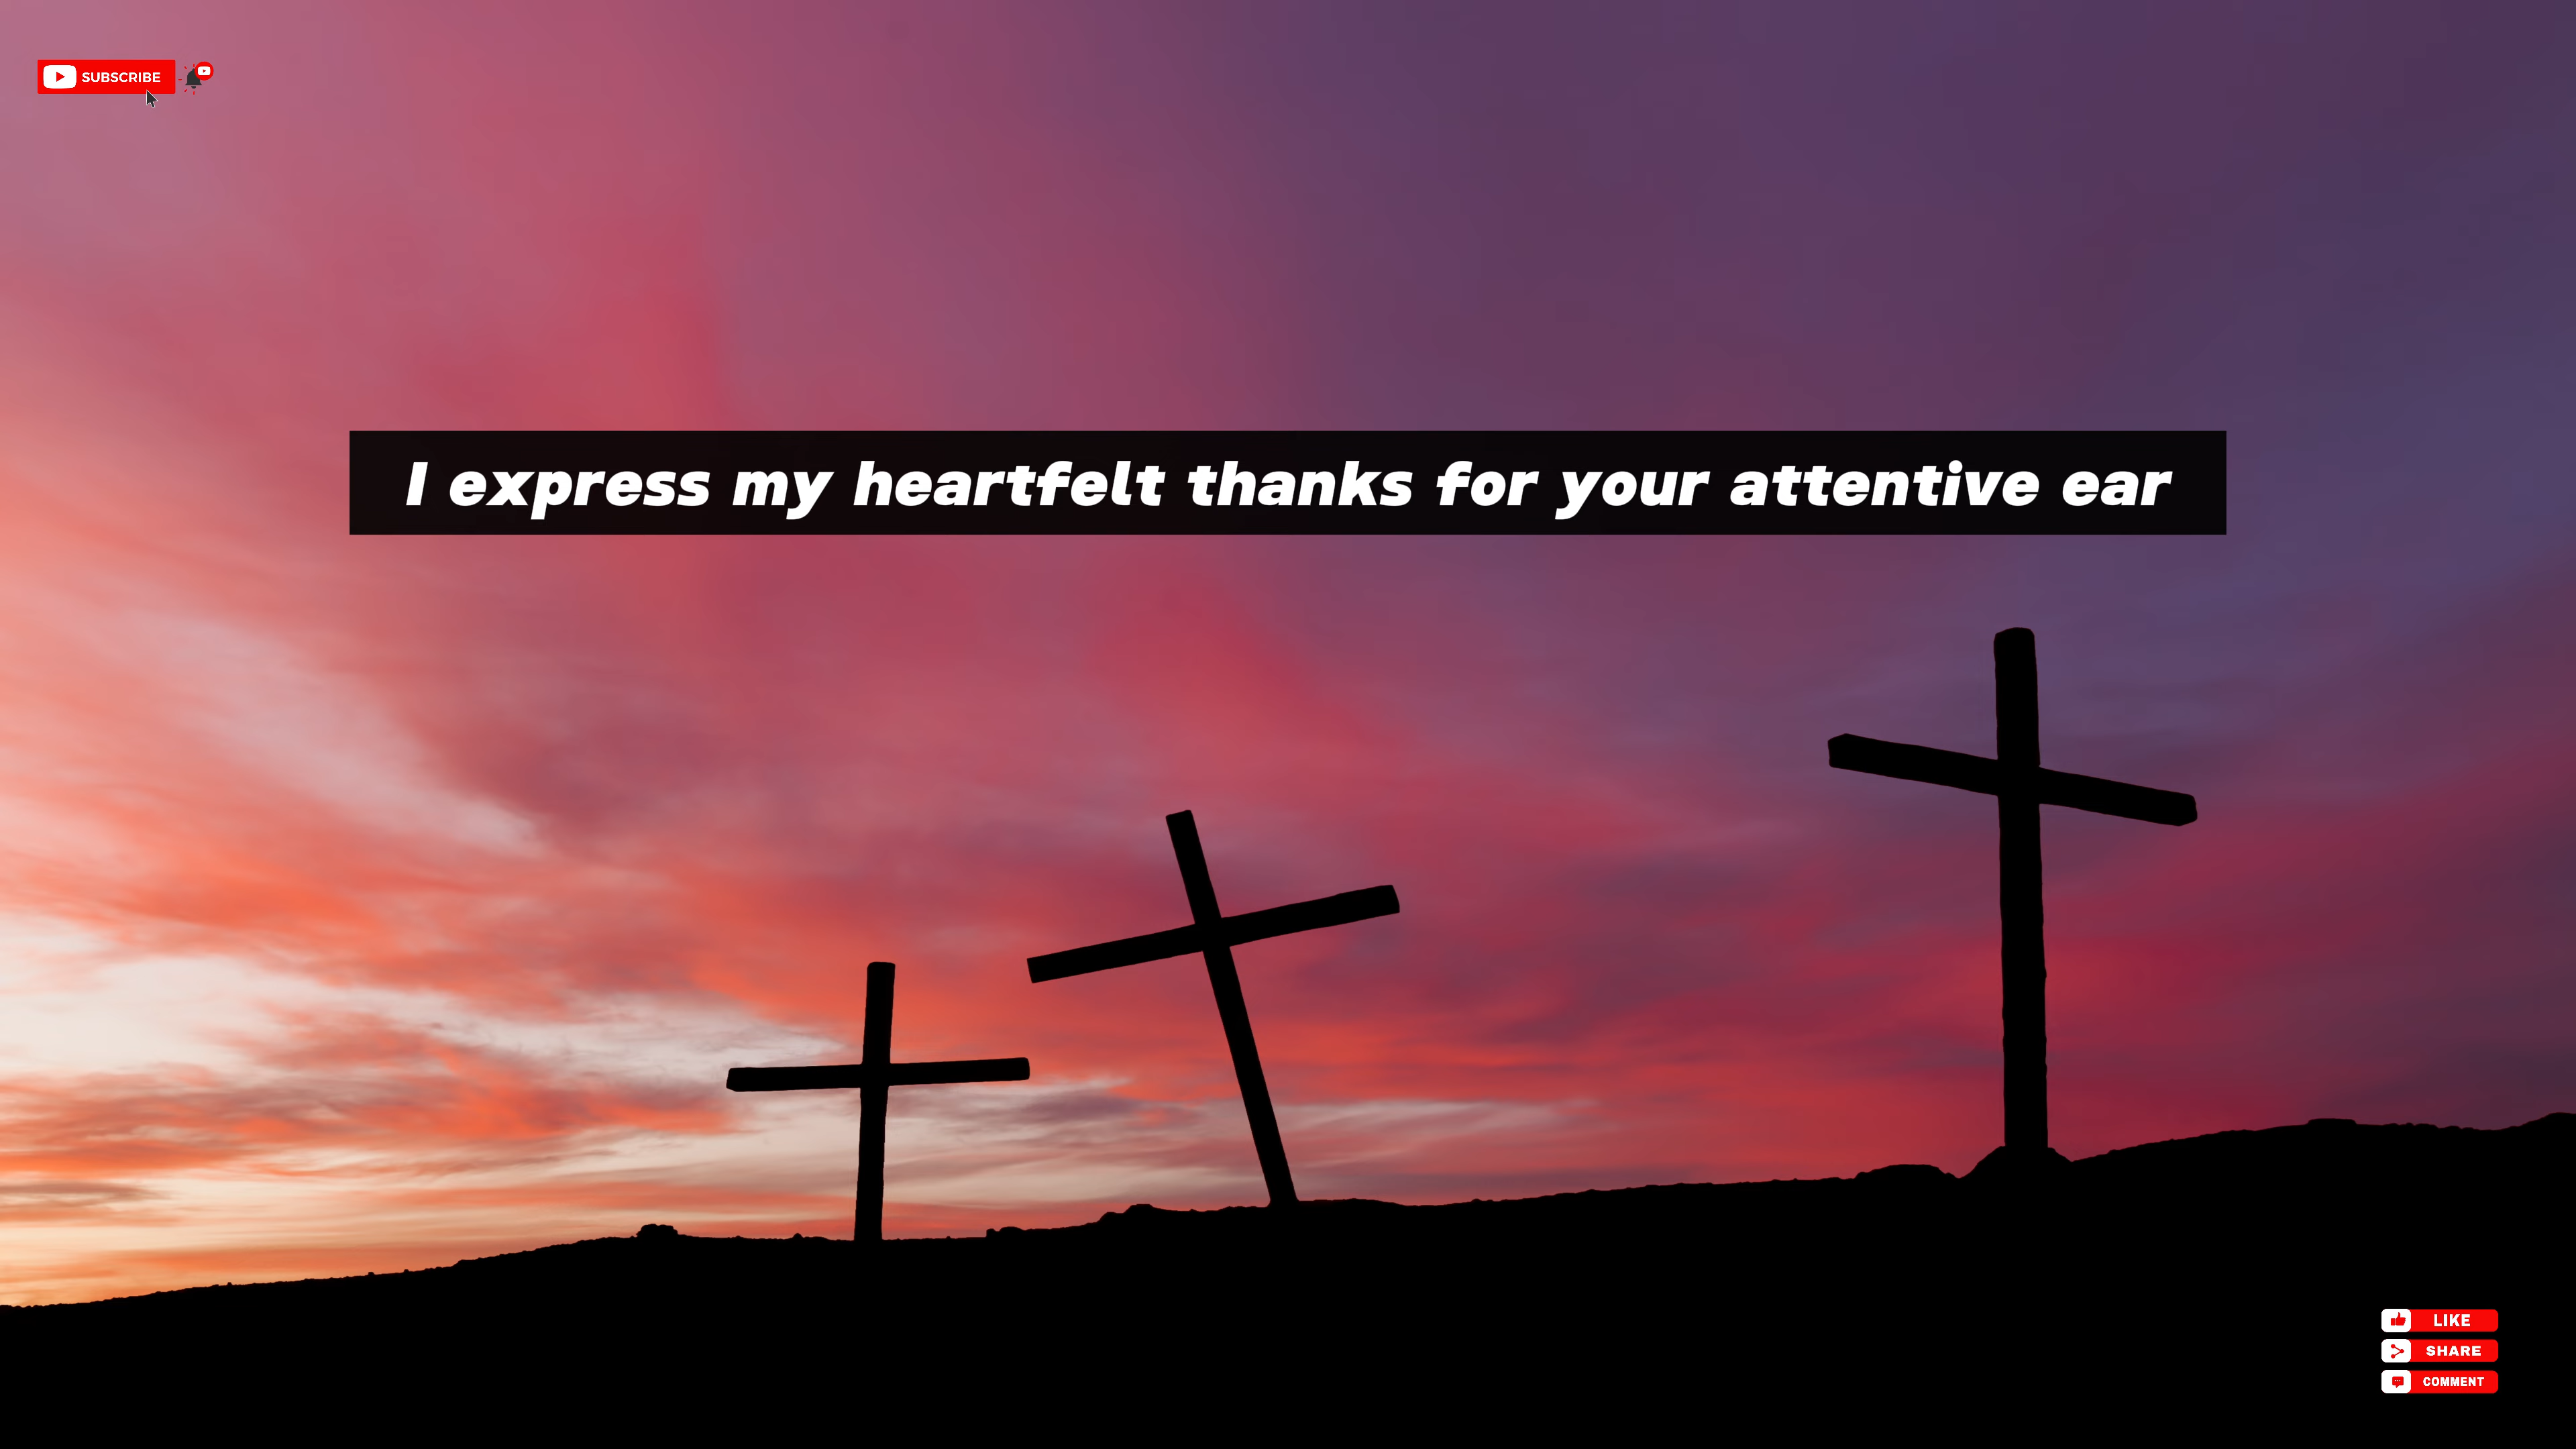 SUBSCRIBE
I express my heartfelt thanks for your attentive ear
LIKE
SHARE
COMMENT